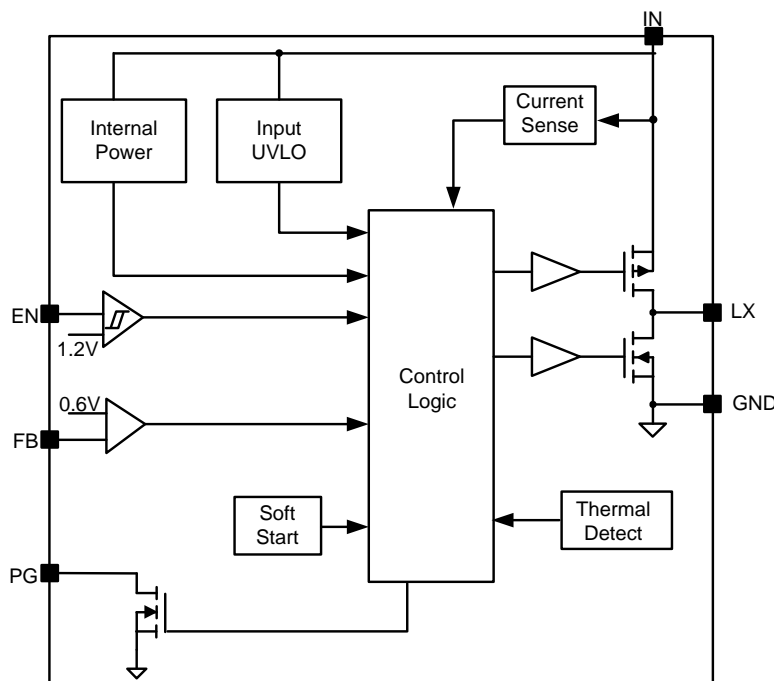 IN
Internal
Power
Input
UVLO
Current
Sense
EN
1.2V
LX
Control
Logic
0.6V
GND
FB
Soft
Start
Thermal
Detect
PG